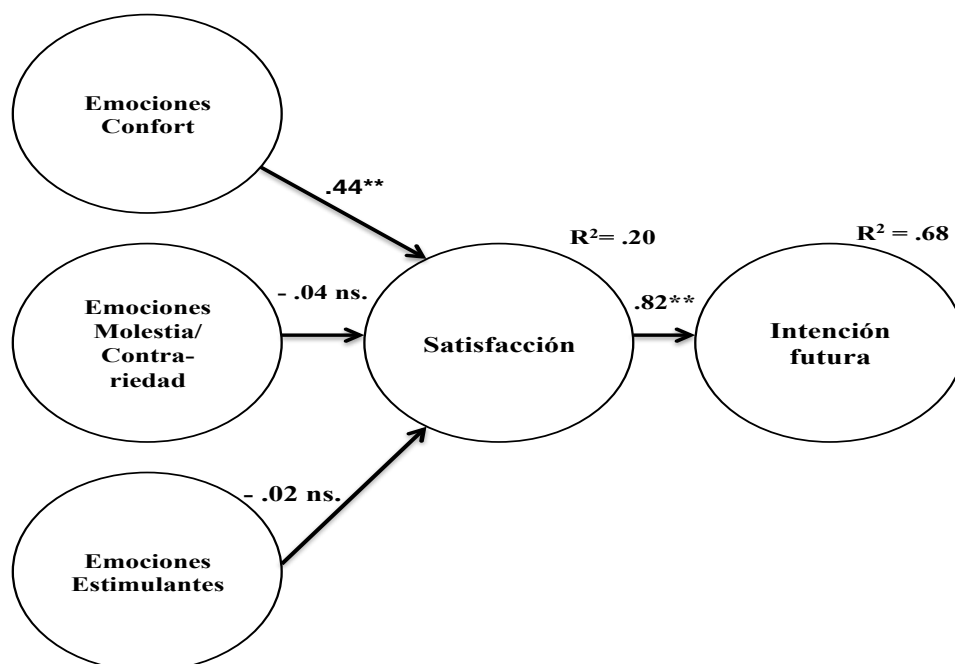 Emociones
Confort
.44**
R²= .20
R² = .68
- .04 ns.
.82**
Emociones
Molestia/
Contra-
riedad
Satisfacción
Intención
futura
- .02 ns.
Emociones
Estimulantes